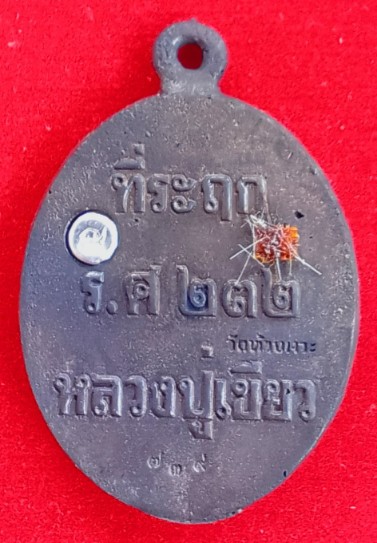 ที่ระฤก
ร.ศ ๒๓๒
วัดห้วยเงาะ
หลวงปู่เขียว
๗๓๙